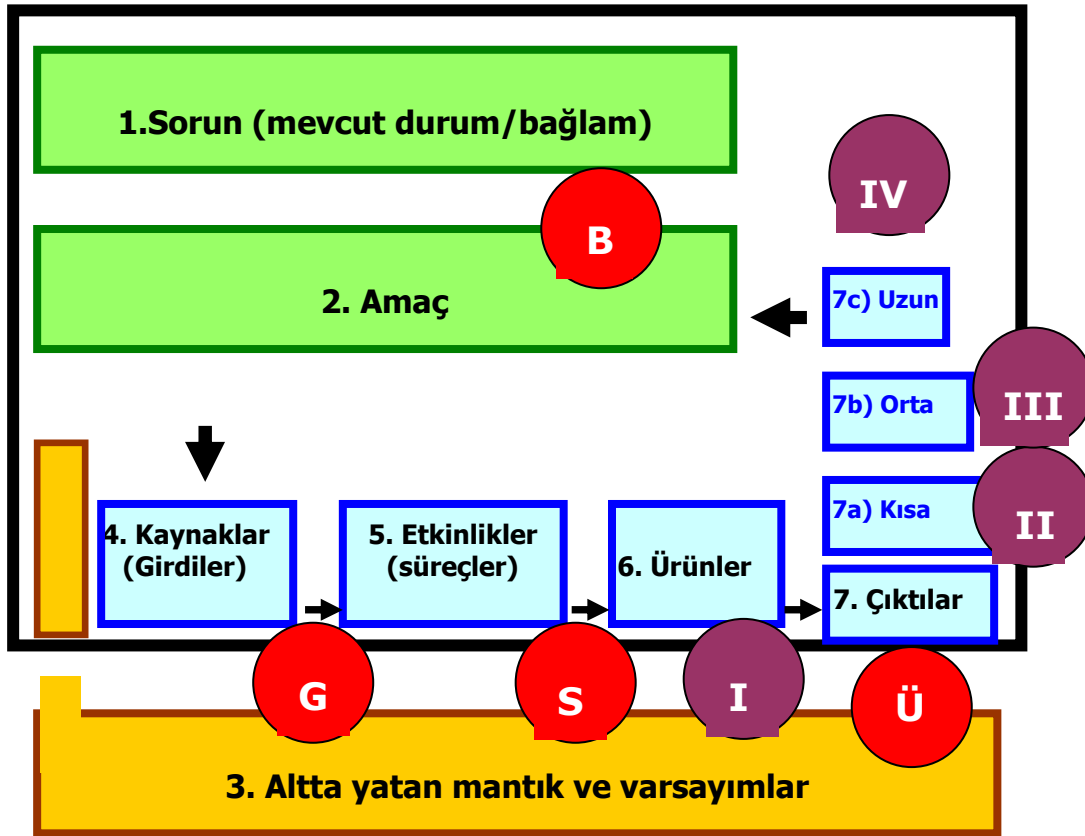 1.Sorun (mevcut durum/bağlam)
IV
B
2. Amaç
7c) Uzun
7b) Orta
III
7a) Kısa
II
4. Kaynaklar
(Girdiler)
5. Etkinlikler
(süreçler)
6. Ürünler
7. Çıktılar
G
S
I
Ü
3. Altta yatan mantık ve varsayımlar